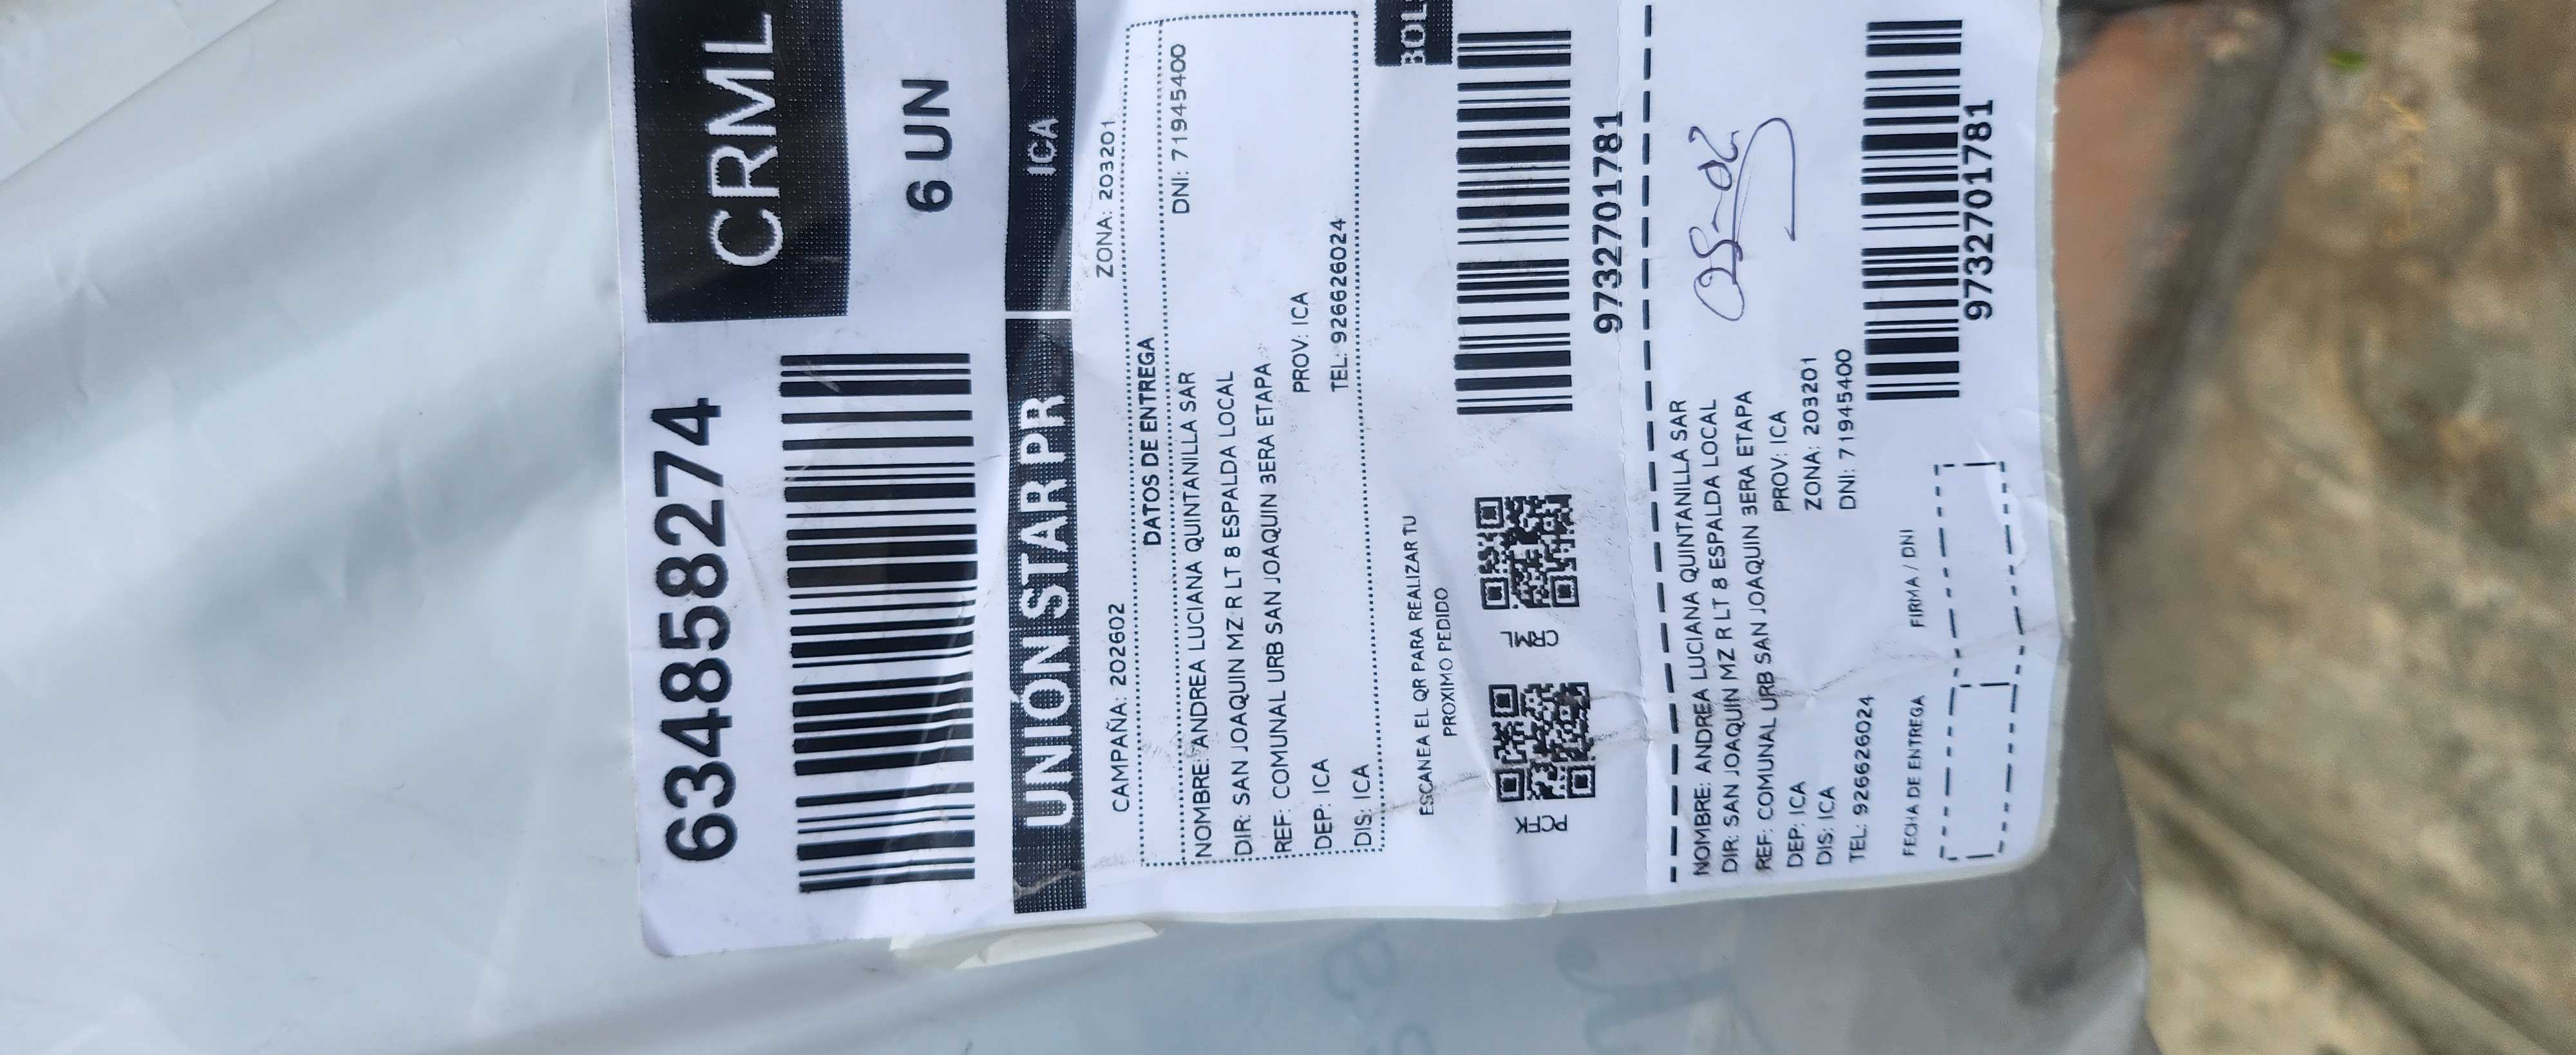 634858274
CRML
6 UN
UNIÓN STAR PR ICA
CAMPAÑA: 202602 ZONA: 203201
DATOS DE ENTREGA
NOMBRE: ANDREA LUCIANA QUINTANILLA SAR DNI: 71945400
DIR: SAN JOAQUIN MZ R LT 8 ESPALDA LOCAL
REF: COMUNAL URB SAN JOAQUIN 3ERA ETAPA
DEP: ICA PROV: ICA
DIS: ICA TEL: 926626024
BOL
ESCANEA EL QR PARA REALIZAR TU
PROXIMO PEDIDO
9732701781
NOMBRE: ANDREA LUCIANA QUINTANILLA SAR
DIR: SAN JOAQUIN MZ R LT 8 ESPALDA LOCAL
REF: COMUNAL URB SAN JOAQUIN 3ERA ETAPA
DEP: ICA PROV: ICA
DIS: ICA ZONA: 203201
TEL: 926626024 DNI: 71945400
FECHA DE ENTREGA FIRMA / DNI
9732701781